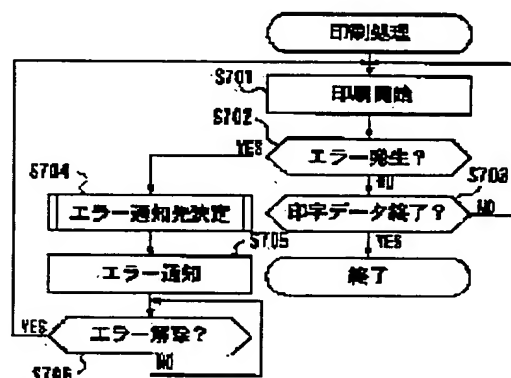 印刷処理
S701
印刷開始
S702
エラー発生?
YES
NO
S703
S704
エラー通知先決定
印字データ終了?
NO
S705
YES
エラー通知
終了
YES
エラー解除?
NO
S706